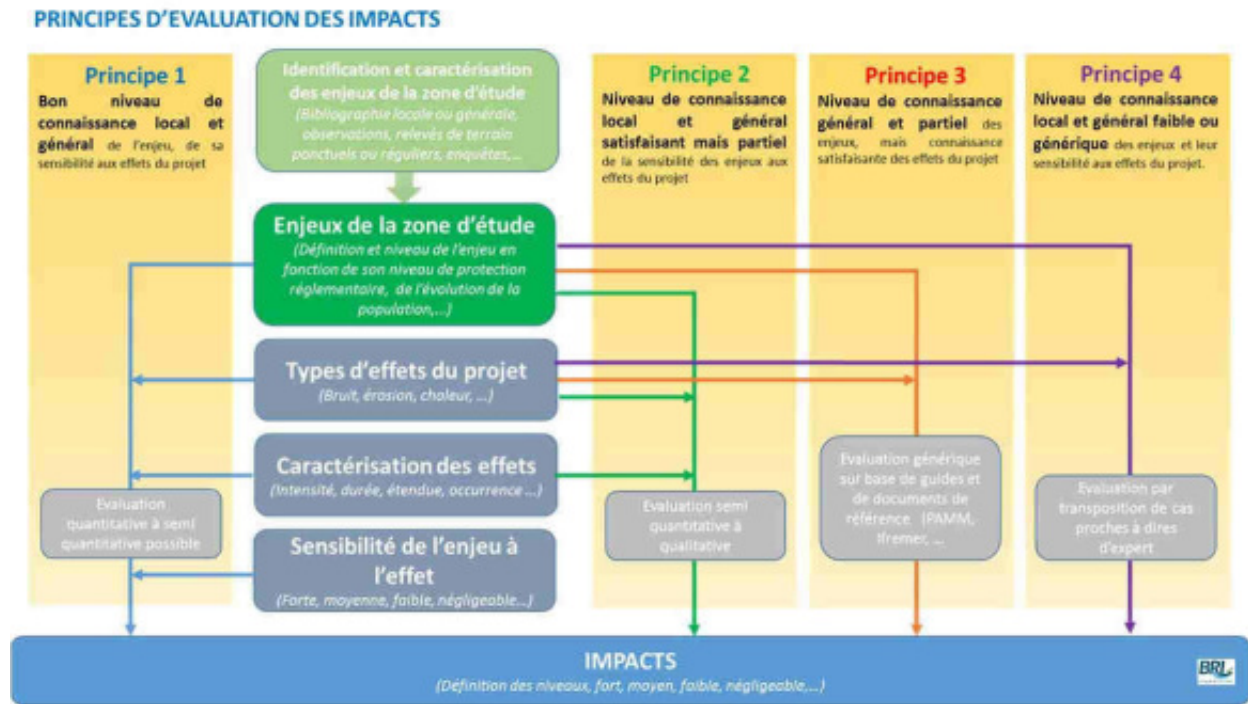 PRINCIPES D'EVALUATION DES IMPACTS
Principe 1
Bon niveau de
connaissance local et
général de l'enjeu, de sa
sensibilité aux effets du projet
Identification et caractérisation
des enjeux de la zone d'étude
(Bibliographie locale ou générale,
observations, relevés de terrain
ponctuels ou réguliers, enquêtes,...
Principe 2
Niveau de connaissance
local et général
satisfaisant mais partiel
de la sensibilité des enjeux aux
effets du projet
Principe 3
Niveau de connaissance
général et partiel des
enjeux, mais connaissance
satisfaisante des effets du projet
Principe 4
Niveau de connaissance
local et général faible ou
générique des enjeux et leur
sensibilité aux effets du projet.
Enjeux de la zone d'étude
(Définition et niveau de l'enjeu en
fonction de son niveau de protection
réglementaire, de l'évolution de la
population,...)
Types d'effets du projet
(Bruit, érosion, chaleur, ...)
Caractérisation des effets
(Intensité, durée, étendue, occurrence ...)
Sensibilité de l'enjeu à
l'effet
(Forte, moyenne, faible, négligeable...)
Evaluation
quantitative à semi
quantitative possible
Evaluation semi
quantitative à
qualitative
Evaluation générique
sur base de guides et
de documents de
référence (PAMM,
Ifremer, ...
Evaluation par
transposition de cas
proches à dires
d'expert
IMPACTS
(Définition des niveaux, fort, moyen, faible, négligeable,...)
BRL